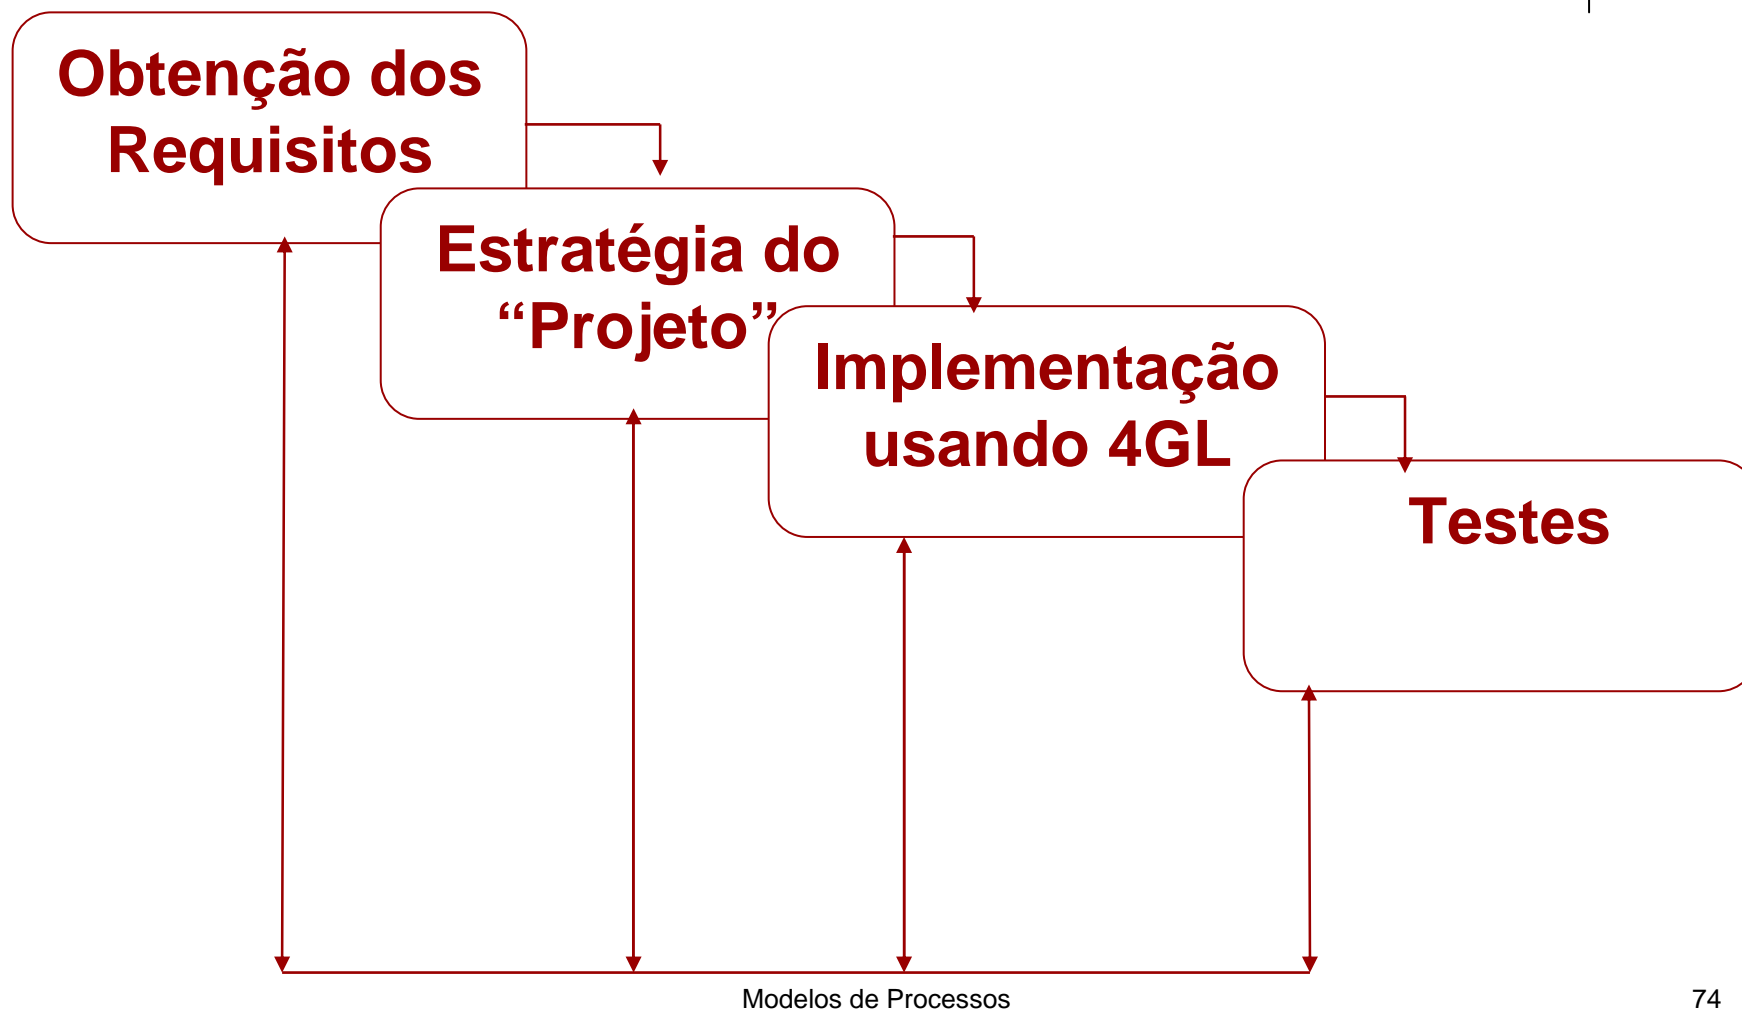 Obtenção dos
Requisitos
Estratégia do
“Projeto”
Implementação
usando 4GL
Testes
Modelos de Processos
74